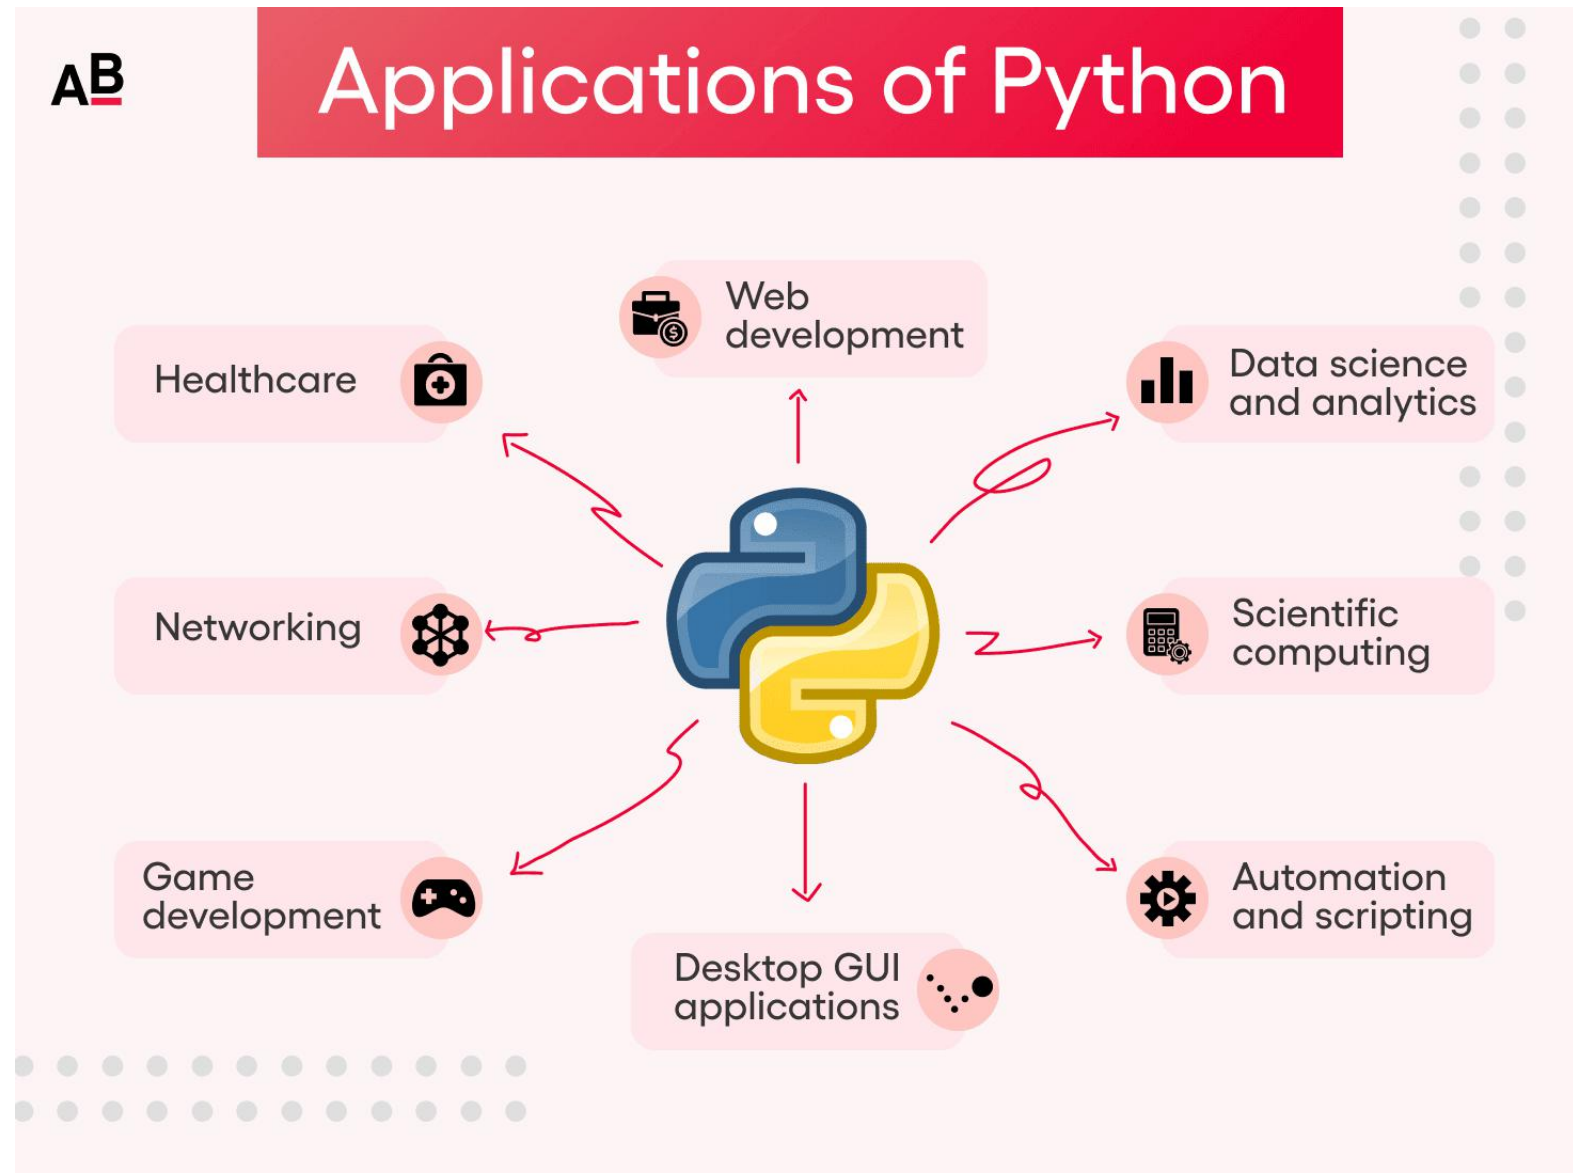 AB
Applications of Python
Web
development
Healthcare
Data science
and analytics
Networking
Scientific
computing
Game
development
Automation
and scripting
Desktop GUI
applications